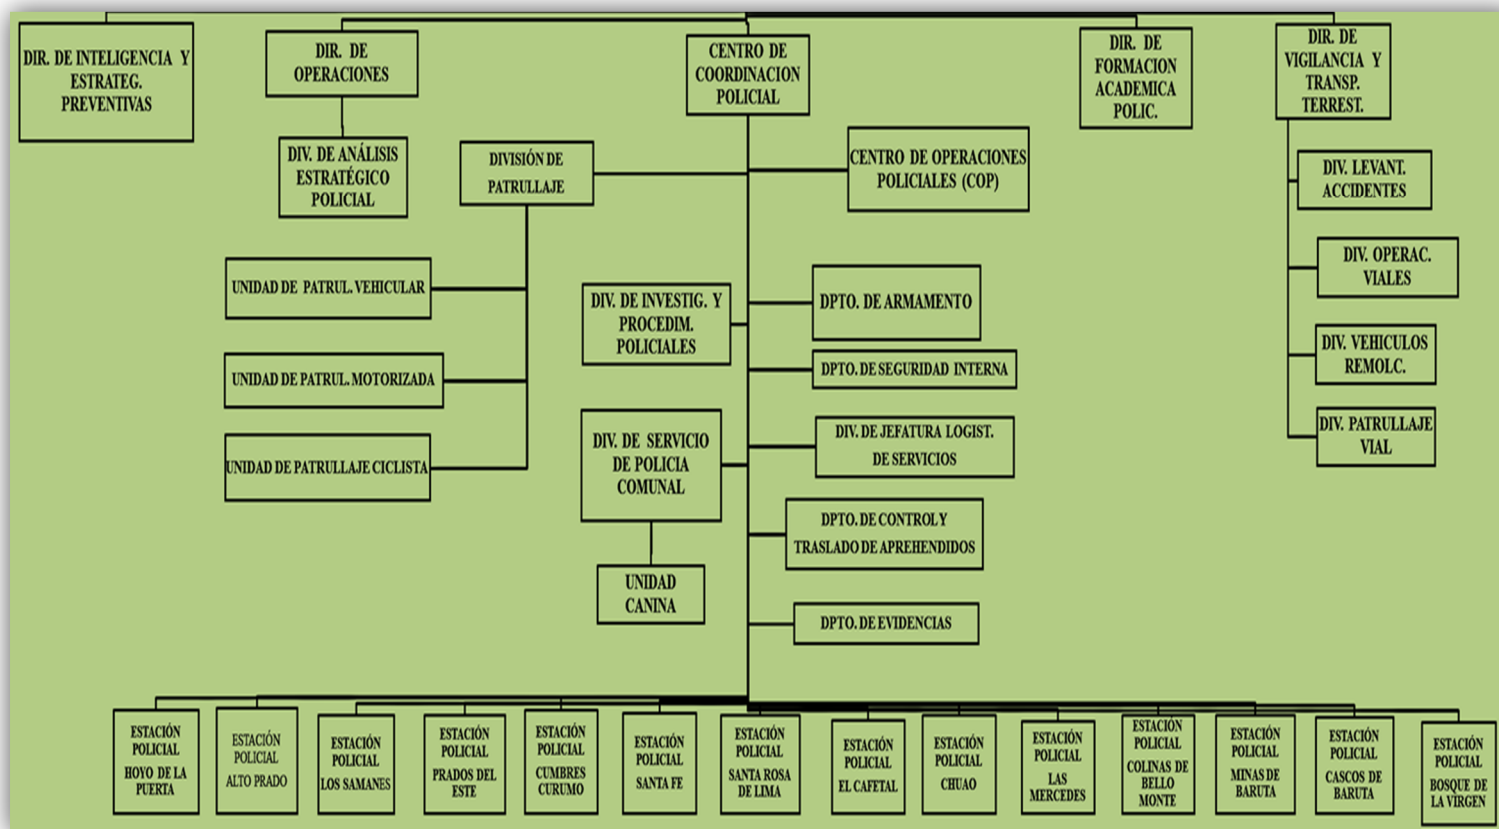 DIR. DE INTELIGENCIA Y
ESTRATEG.
PREVENTIVAS
DIR. DE
OPERACIONES
CENTRO DE
COORDINACION
POLICIAL
DIR. DE
FORMACION
ACADEMICA
POLIC.
DIR. DE
VIGILANCIA Y
TRANSP.
TERREST.
DIV. DE ANÁLISIS
ESTRATÉGICO
POLICIAL
DIVISIÓN DE
PATRULLAJE
CENTRO DE OPERACIONES
POLICIALES (COP)
DIV. LEVANT.
ACCIDENTES
UNIDAD DE PATRUL. VEHICULAR
DIV. DE INVESTIG. Y
PROCEDIM.
POLICIALES
DPTO. DE ARMAMENTO
DIV. OPERAC.
VIALES
UNIDAD DE PATRUL. MOTORIZADA
DPTO. DE SEGURIDAD INTERNA
DIV. VEHICULOS
REMOLC.
UNIDAD DE PATRULLAJE CICLISTA
DIV. DE SERVICIO
DE POLICIA
COMUNAL
DIV. DE JEFATURA LOGIST.
DE SERVICIOS
DIV. PATRULLAJE
VIAL
DPTO. DE CONTROL Y
TRASLADO DE APREHENDIDOS
UNIDAD
CANINA
DPTO. DE EVIDENCIAS
ESTACIÓN
POLICIAL
HOYO DE LA
PUERTA
ESTACIÓN
POLICIAL
ALTO PRADO
ESTACIÓN
POLICIAL
LOS SAMANES
ESTACIÓN
POLICIAL
PRADOS DEL
ESTE
ESTACIÓN
POLICIAL
CUMBRES
CURUMO
ESTACIÓN
POLICIAL
SANTA FE
ESTACIÓN
POLICIAL
SANTA ROSA
DE LIMA
ESTACIÓN
POLICIAL
EL CAFETAL
ESTACIÓN
POLICIAL
CHUAO
ESTACIÓN
POLICIAL
LAS
MERCEDES
ESTACIÓN
POLICIAL
COLINAS DE
BELLO
MONTE
ESTACIÓN
POLICIAL
MINAS DE
BARUTA
ESTACIÓN
POLICIAL
CASCOS DE
BARUTA
ESTACIÓN
POLICIAL
BOSQUE DE
LA VIRGEN